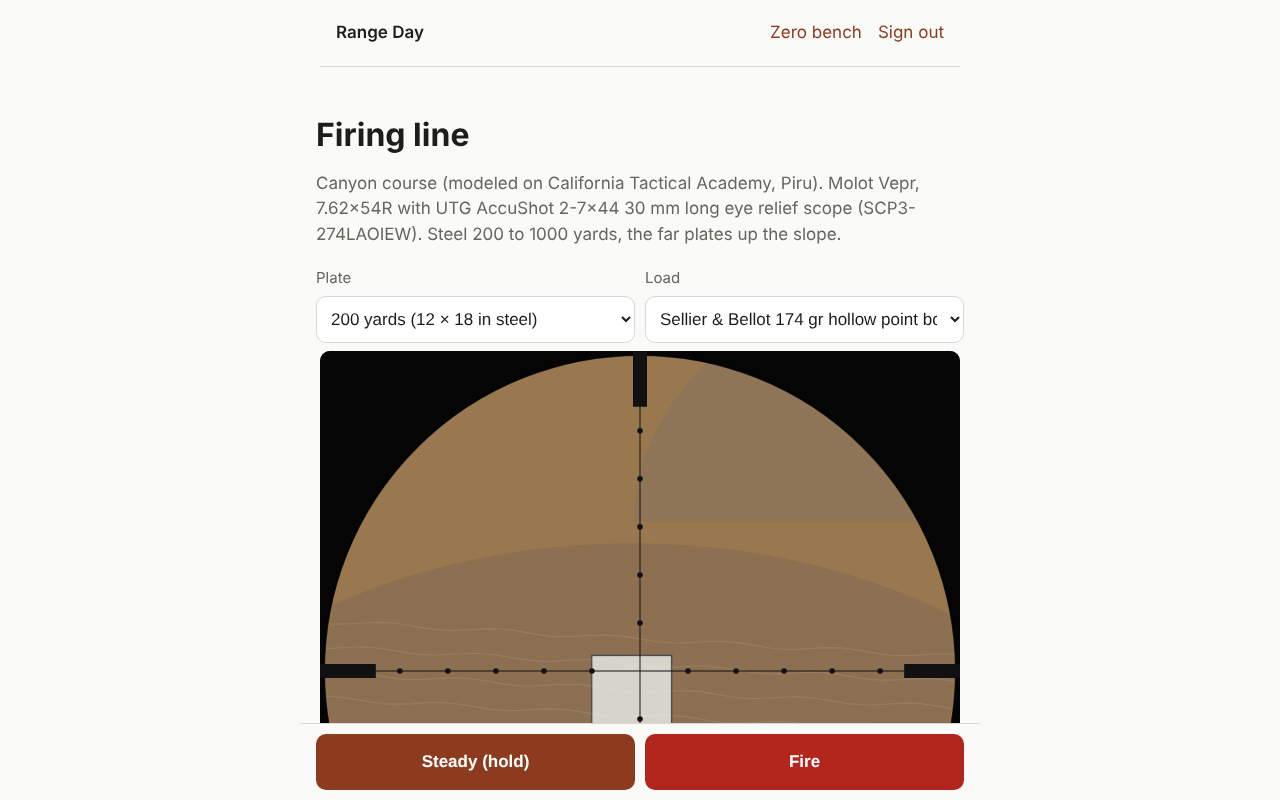 Range Day
Zero bench
Sign out
Firing line
Canyon course (modeled on California Tactical Academy, Piru). Molot Vepr,
7.62×54R with UTG AccuShot 2-7×44 30 mm long eye relief scope (SCP3-
274LAOIEW). Steel 200 to 1000 yards, the far plates up the slope.
Plate
Load
200 yards (12 × 18 in steel)
Sellier & Bellot 174 gr hollow point
Steady (hold)
Fire